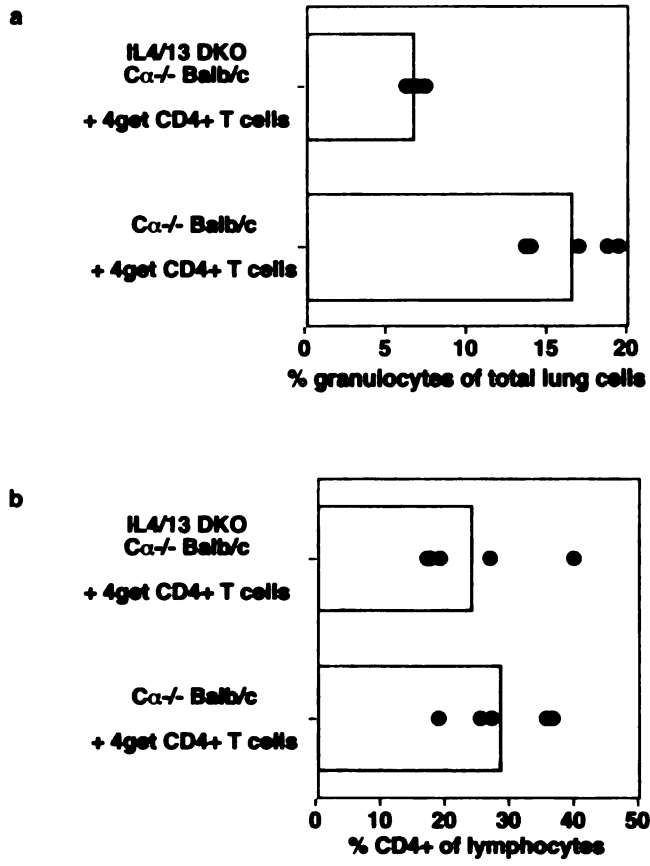 a
IL4/13 DKO
Cα-/- Balb/c
+ 4get CD4+ T cells
Cα-/- Balb/c
+ 4get CD4+ T cells
0 5 10 15 20
% granulocytes of total lung cells
b
IL4/13 DKO
Cα-/- Balb/c
+ 4get CD4+ T cells
Cα-/- Balb/c
+ 4get CD4+ T cells
0 10 20 30 40 50
% CD4+ of lymphocytes